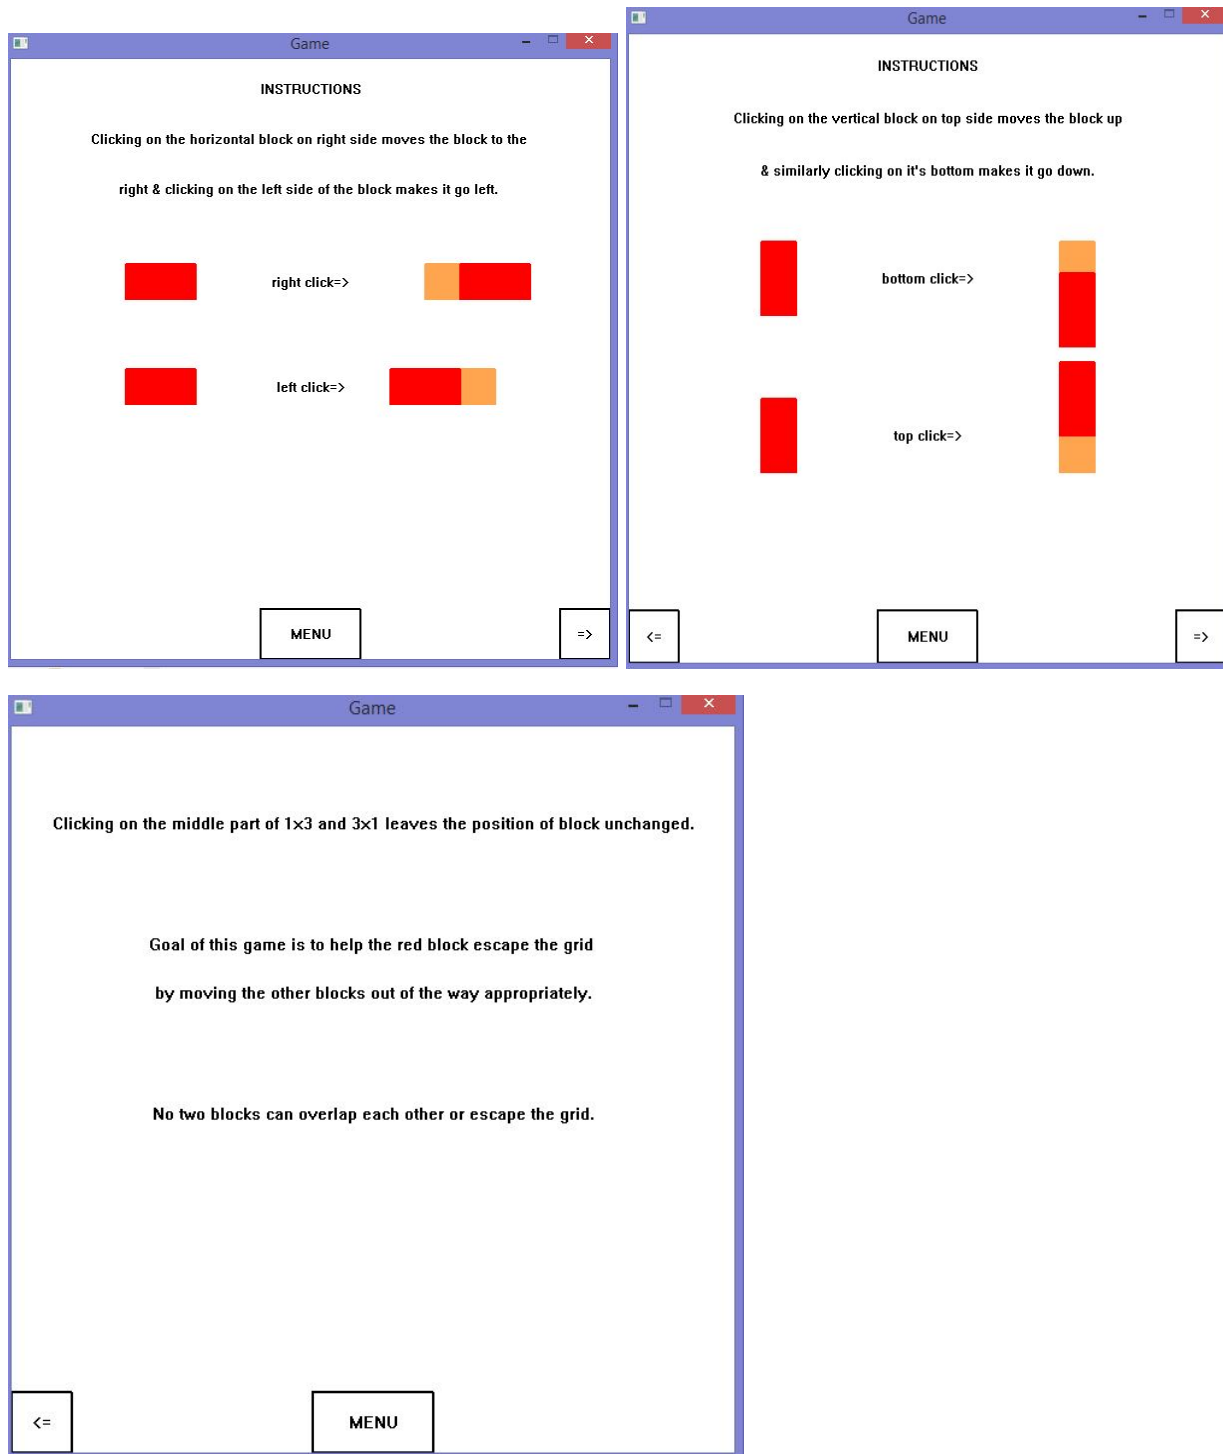 Game
INSTRUCTIONS
Clicking on the horizontal block on right side moves the block to the
right & clicking on the left side of the block makes it go left.
right click=>
left click=>
MENU
=>
Game
INSTRUCTIONS
Clicking on the vertical block on top side moves the block up
& similarly clicking on it's bottom makes it go down.
bottom click=>
top click=>
<=
MENU
=>
Game
Clicking on the middle part of 1x3 and 3x1 leaves the position of block unchanged.
Goal of this game is to help the red block escape the grid
by moving the other blocks out of the way appropriately.
No two blocks can overlap each other or escape the grid.
<=
MENU